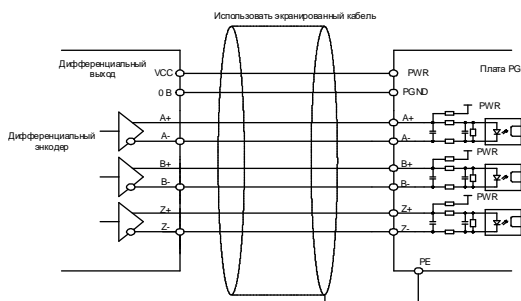 Использовать экранированный кабель
Дифференциальный
выход
VCC
PWR
Плата PG
0 В
PGND
PWR
A+
A+
Дифференциальный
энкодер
A-
A-
PWR
B+
B+
B-
B-
PWR
Z+
Z+
Z-
Z-
PE